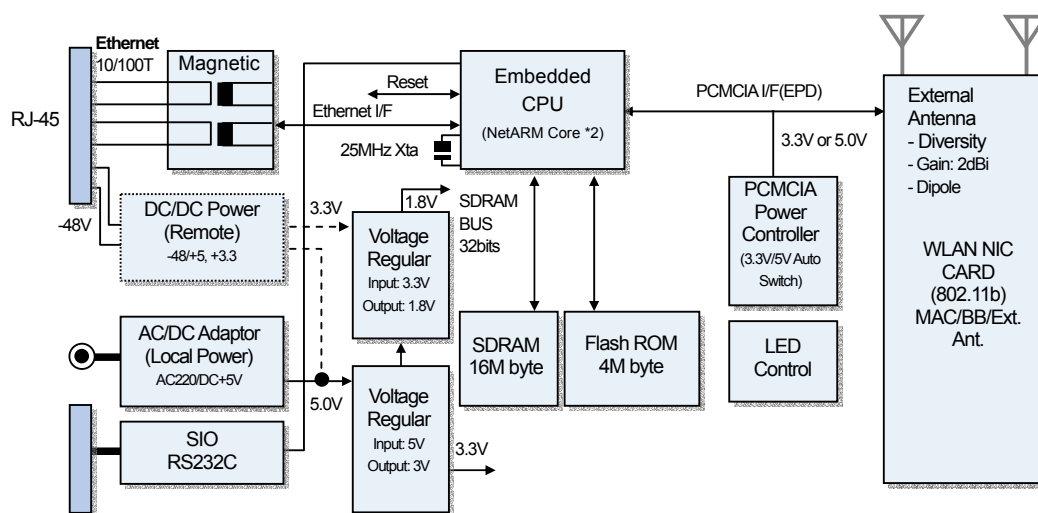 Ethernet
10/100T
RJ-45
-48V
Magnetic
Reset
Ethernet I/F
25MHz Xta
Embedded
CPU
(NetARM Core *2)
PCMCIA I/F(EPD)
3.3V or 5.0V
External
Antenna
- Diversity
- Gain: 2dBi
- Dipole
WLAN NIC
CARD
(802.11b)
MAC/BB/Ext.
Ant.
DC/DC Power
(Remote)
-48/+5, +3.3
3.3V
1.8V
SDRAM
BUS
32bits
Voltage
Regular
Input: 3.3V
Output: 1.8V
PCMCIA
Power
Controller
(3.3V/5V Auto
Switch)
AC/DC Adaptor
(Local Power)
AC220/DC+5V
5.0V
SDRAM
16M byte
Flash ROM
4M byte
LED
Control
SIO
RS232C
Voltage
Regular
Input: 5V
Output: 3V
3.3V